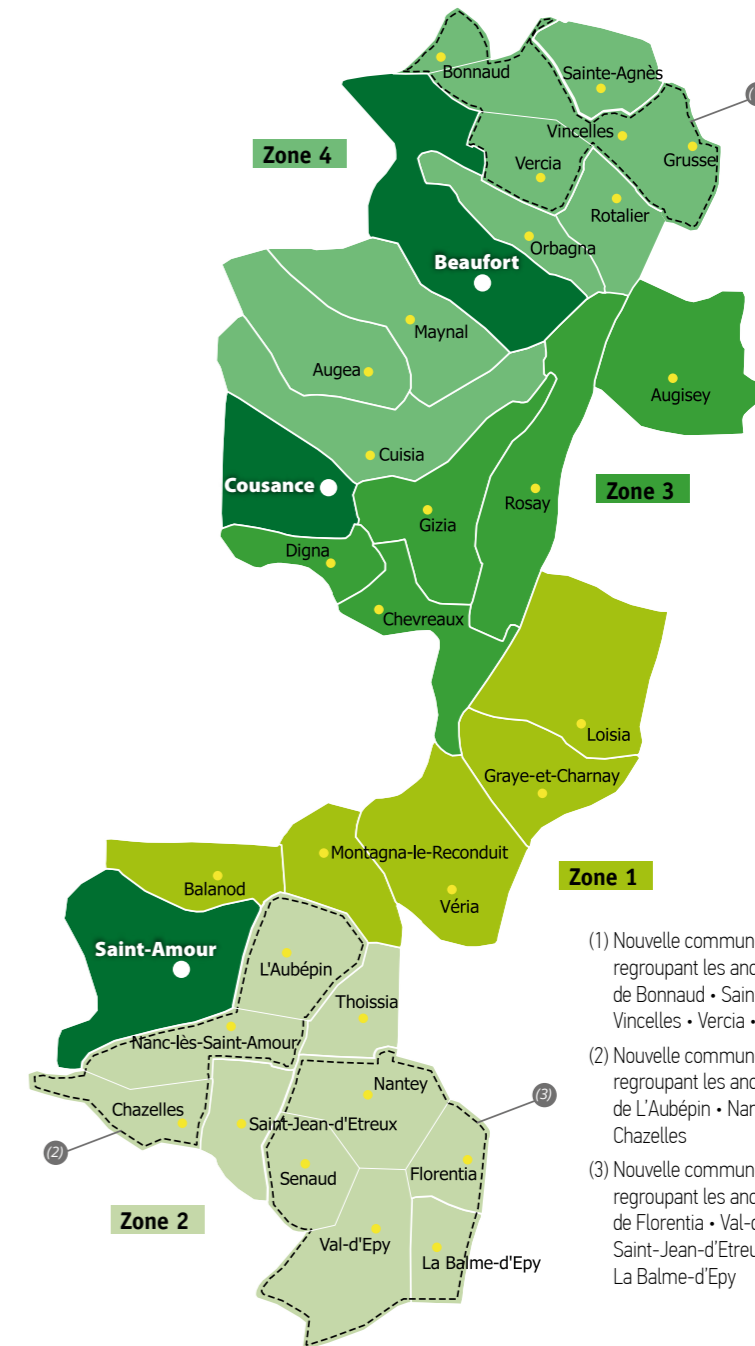 Bonnaud
Sainte-Agnès
Vincelles
Grusse
Zone 4
Vercia
Rotalier
Orbagna
Beaufort
Maynal
Augea
Augisey
Cuisia
Cousance
Zone 3
Rosay
Gizia
Digna
Chevreaux
Loisia
Graye-et-Charnay
Montagna-le-Reconduit
Balanod
Zone 1
Véria
Saint-Amour
L'Aubépin
Thoissia
Nanc-lès-Saint-Amour
Nantey
(3)
Chazelles
Saint-Jean-d'Etreux
(2)
Senaud
Florentia
Zone 2
Val-d'Epy
La Balme-d'Epy
(1) Nouvelle commun
regroupant les anc
de Bonnaud • Sain
Vincelles • Vercia •
(2) Nouvelle commun
regroupant les anc
de L'Aubépin • Nan
Chazelles
(3) Nouvelle commun
regroupant les anc
de Florentia • Val-d
Saint-Jean-d'Etreu
La Balme-d'Epy